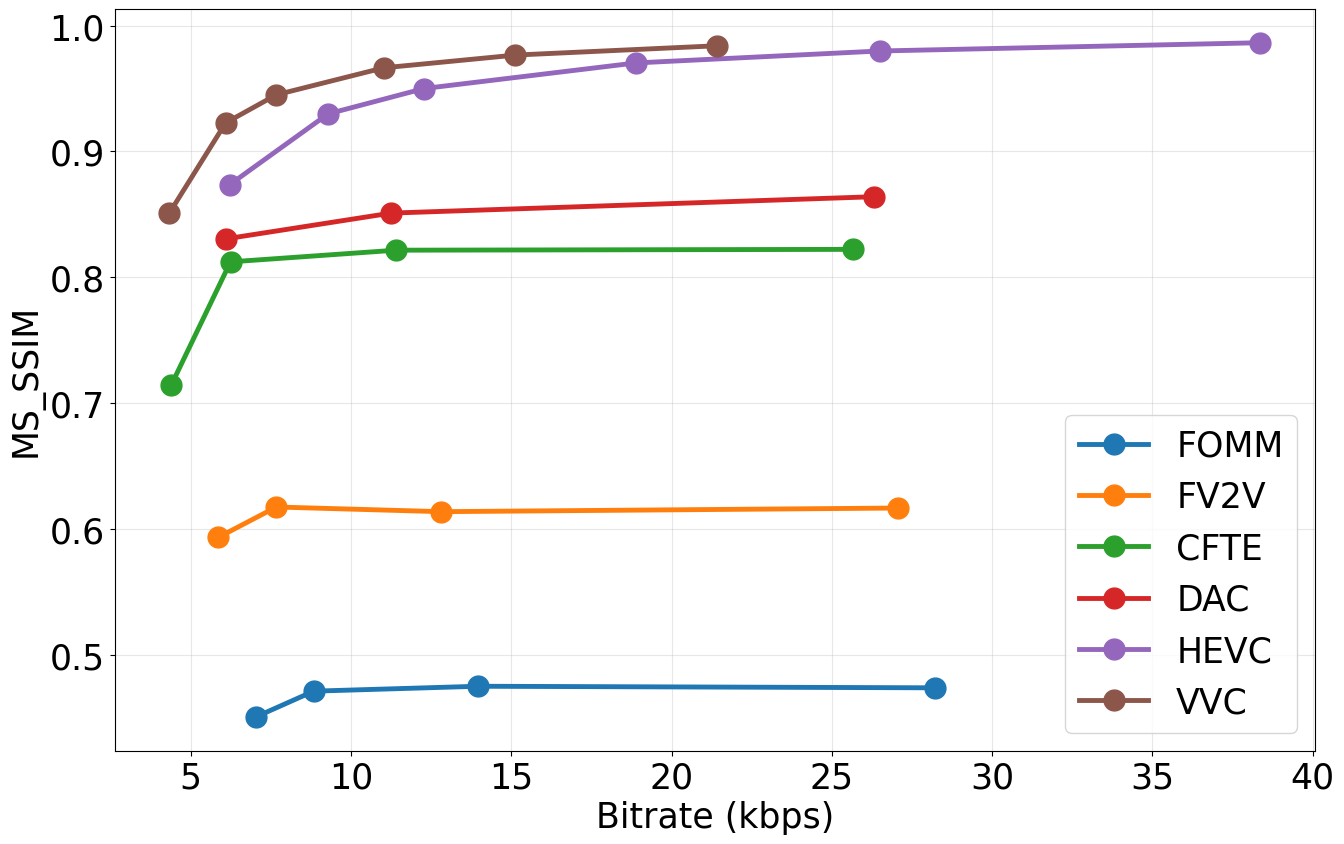 1.0
0.9
0.8
0.7
0.6
0.5
MS_SSIM
5 10 15 20 25 30 35 40
Bitrate (kbps)
FOMM
FV2V
CFTE
DAC
HEVC
VVC